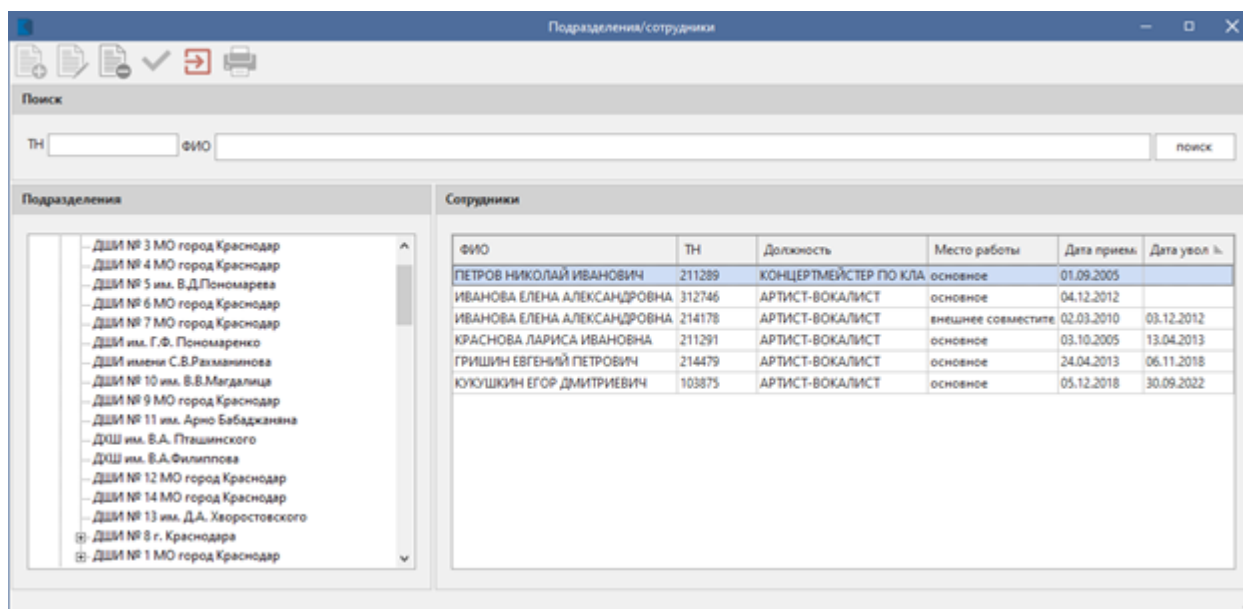 Подразделения/сотрудники
Поиск
ТН ФИО поиск
Подразделения
ДШИ № 3 МО город Краснодар
ДШИ № 4 МО город Краснодар
ДШИ № 5 им. В.Д.Пономарева
ДШИ № 6 МО город Краснодар
ДШИ № 7 МО город Краснодар
ДШИ им. Г.Ф. Пономаренко
ДШИ имени С.В.Рахманинова
ДШИ № 10 им. В.В.Магдалица
ДШИ № 9 МО город Краснодар
ДШИ № 11 им. Арно Бабаджаняна
ДХШ им. В.А. Пташинского
ДХШ им. В.А.Филиппова
ДШИ № 12 МО город Краснодар
ДШИ № 14 МО город Краснодар
ДШИ № 13 им. Д.А. Хворостовского
ДШИ № 8 г. Краснодара
ДШИ № 1 МО город Краснодар
Сотрудники
ФИО ТН Должность Место работы Дата прием Дата увол
ПЕТРОВ НИКОЛАЙ ИВАНОВИЧ 211289 КОНЦЕРТМЕЙСТЕР ПО КЛА основное 01.09.2005
ИВАНОВА ЕЛЕНА АЛЕКСАНДРОВНА 312746 АРТИСТ-ВОКАЛИСТ основное 04.12.2012
ИВАНОВА ЕЛЕНА АЛЕКСАНДРОВНА 214178 АРТИСТ-ВОКАЛИСТ внешнее совместите 02.03.2010 03.12.2012
КРАСНОВА ЛАРИСА ИВАНОВНА 211291 АРТИСТ-ВОКАЛИСТ основное 03.10.2005 13.04.2013
ГРИШИН ЕВГЕНИЙ ПЕТРОВИЧ 214479 АРТИСТ-ВОКАЛИСТ основное 24.04.2013 06.11.2018
КУКУШКИН ЕГОР ДМИТРИЕВИЧ 103875 АРТИСТ-ВОКАЛИСТ основное 05.12.2018 30.09.2022